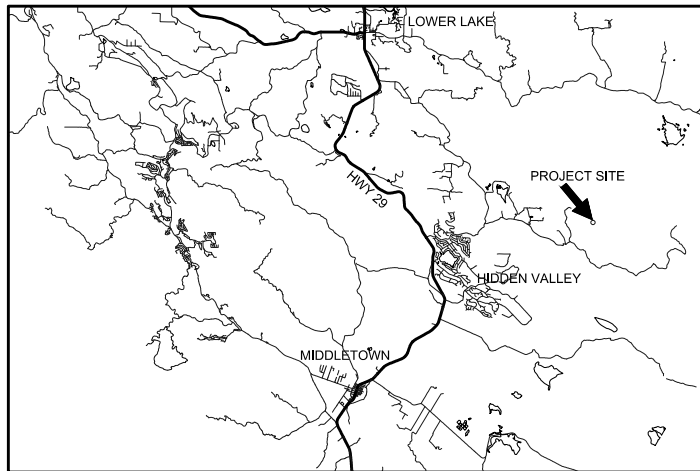 LOWER LAKE
PROJECT SITE
HWY 29
HIDDEN VALLEY
MIDDLETOWN